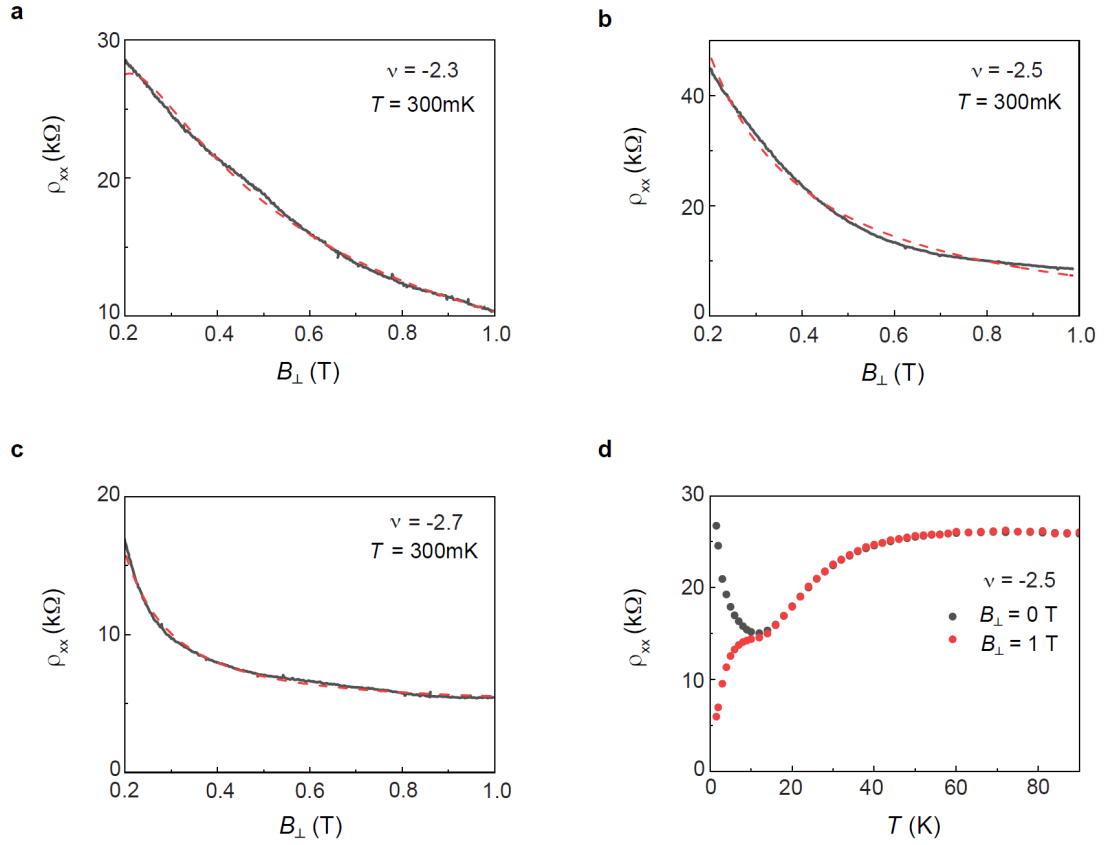 a
30
20
10
ρxx (kΩ)
ν = -2.3
T = 300mK
0.2 0.4 0.6 0.8 1.0
B⊥ (T)
b
40
20
0
ρxx (kΩ)
ν = -2.5
T = 300mK
0.2 0.4 0.6 0.8 1.0
B⊥ (T)
c
20
10
0
ρxx (kΩ)
ν = -2.7
T = 300mK
0.2 0.4 0.6 0.8 1.0
B⊥ (T)
d
30
20
10
0
ρxx (kΩ)
ν = -2.5
B⊥ = 0 T
B⊥ = 1 T
0 20 40 60 80
T (K)